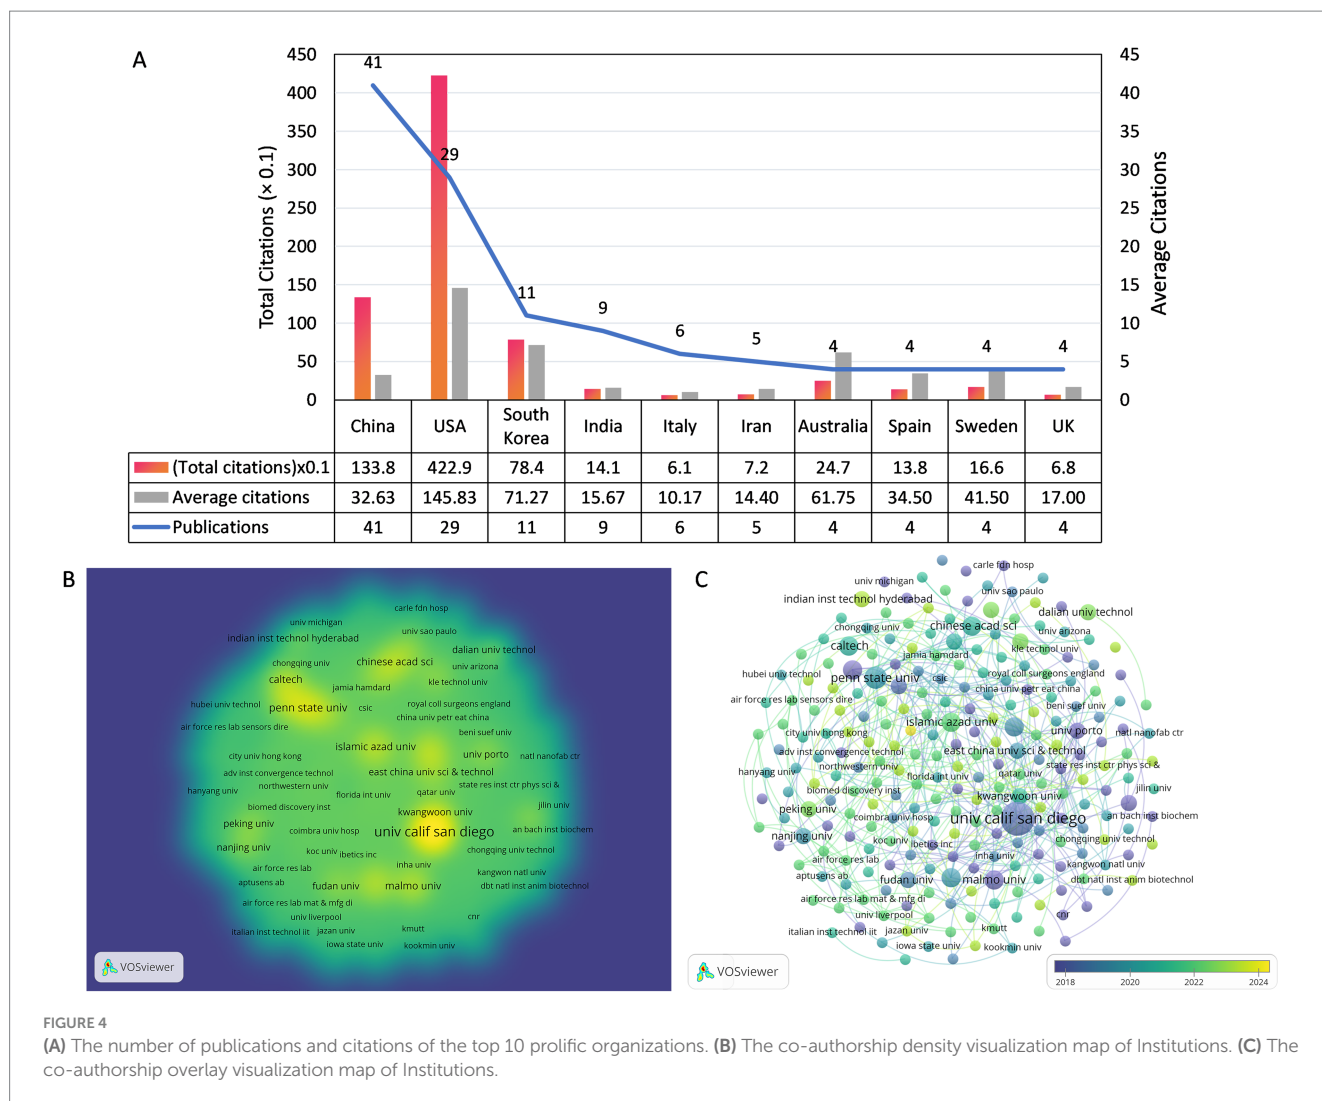 A
450
400
350
300
250
200
150
100
50
0
Total Citations (× 0.1)
45
40
35
30
25
20
15
10
5
0
Average Citations
41
29
11
9
6
5
4
4
4
4
China USA South Korea India Italy Iran Australia Spain Sweden UK
(Total citations)x0.1 133.8 422.9 78.4 14.1 6.1 7.2 24.7 13.8 16.6 6.8
Average citations 32.63 145.83 71.27 15.67 10.17 14.40 61.75 34.50 41.50 17.00
Publications 41 29 11 9 6 5 4 4 4 4
B
carle fdn hosp
univ michigan
univ sao paulo
indian inst technol hyderabad
dalian univ technol
chongqing univ
chinese acad sci
univ arizona
caltech
kle technol univ
jamia hamdard
hubei univ technol
penn state univ
csic
royal coll surgeons england
china univ petr eat china
air force res lab sensors dire
beni suef univ
islamic azad univ
univ porto
natl nanofab ctr
city univ hong kong
east china univ sci & technol
adv inst convergence technol
northwestern univ
state res inst ctr phys sci &
hanyang univ
florida int univ
qatar univ
biomed discovery inst
kwangwoon univ
jilin univ
peking univ
coimbra univ hosp
univ calif san diego
an bach inst biochem
nanjing univ
koc univ
ibetics inc
chongqing univ technol
air force res lab
inha univ
kangwon natl univ
aptusens ab
fudan univ
malmo univ
dbt natl inst anim biotechnol
air force res lab mat & mfg di
univ liverpool
cnr
italian inst technol iit
jazan univ
kmutt
iowa state univ
kookmin univ
VOSviewer
C
carle fdn hosp
univ michigan
univ sao paulo
indian inst technol hyderabad
dalian univ technol
chongqing univ
chinese acad sci
univ arizona
caltech
kle technol univ
jamia hamdard
hubei univ technol
penn state univ
csic
royal coll surgeons england
china univ petr eat china
air force res lab sensors dire
beni suef univ
islamic azad univ
univ porto
natl nanofab ctr
city univ hong kong
east china univ sci & technol
adv inst convergence technol
northwestern univ
state res inst ctr phys sci &
hanyang univ
florida int univ
qatar univ
biomed discovery inst
kwangwoon univ
jilin univ
peking univ
coimbra univ hosp
univ calif san diego
an bach inst biochem
nanjing univ
koc univ
ibetics inc
chongqing univ technol
air force res lab
inha univ
kangwon natl univ
aptusens ab
fudan univ
malmo univ
dbt natl inst anim biotechnol
air force res lab mat & mfg di
univ liverpool
cnr
italian inst technol iit
jazan univ
kmutt
iowa state univ
kookmin univ
VOSviewer
2018 2020 2022 2024
FIGURE 4
(A) The number of publications and citations of the top 10 prolific organizations. (B) The co-authorship density visualization map of Institutions. (C) The
co-authorship overlay visualization map of Institutions.